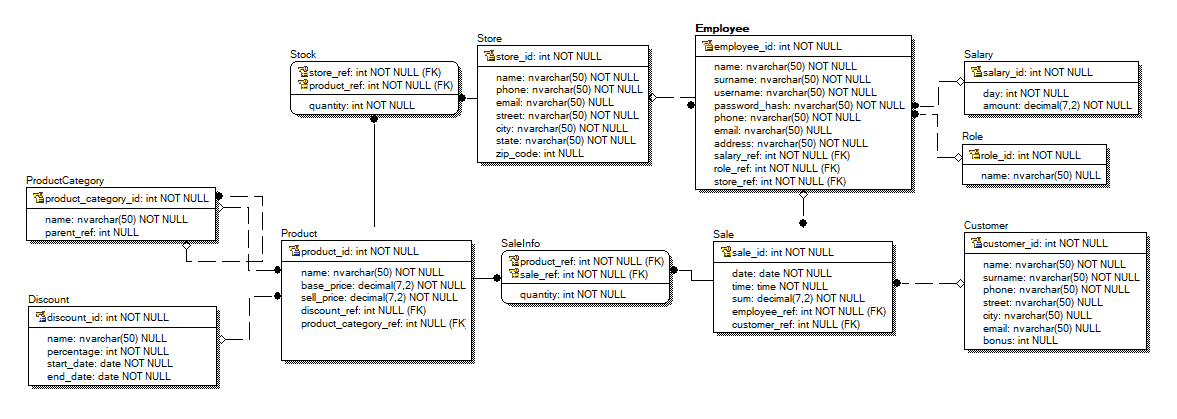 Stock
store_ref: int NOT NULL (FK)
product_ref: int NOT NULL (FK)
quantity: int NOT NULL
Store
store_id: int NOT NULL
name: nvarchar(50) NOT NULL
phone: nvarchar(50) NOT NULL
email: nvarchar(50) NULL
street: nvarchar(50) NOT NULL
city: nvarchar(50) NOT NULL
state: nvarchar(50) NOT NULL
zip_code: int NULL
Employee
employee_id: int NOT NULL
name: nvarchar(50) NOT NULL
surname: nvarchar(50) NOT NULL
username: nvarchar(50) NOT NULL
password_hash: nvarchar(50) NOT NULL
phone: nvarchar(50) NOT NULL
email: nvarchar(50) NULL
address: nvarchar(50) NOT NULL
salary_ref: int NOT NULL (FK)
role_ref: int NOT NULL (FK)
store_ref: int NOT NULL (FK)
Salary
salary_id: int NOT NULL
day: int NOT NULL
amount: decimal(7,2) NOT NULL
Role
role_id: int NOT NULL
name: nvarchar(50) NOT NULL
ProductCategory
product_category_id: int NOT NULL
name: nvarchar(50) NOT NULL
parent_ref: int NULL
Product
product_id: int NOT NULL
name: nvarchar(50) NOT NULL
base_price: decimal(7,2) NOT NULL
sell_price: decimal(7,2) NOT NULL
discount_ref: int NULL (FK)
product_category_ref: int NULL (FK
SaleInfo
product_ref: int NOT NULL (FK)
sale_ref: int NOT NULL (FK)
quantity: int NOT NULL
Sale
sale_id: int NOT NULL
date: date NOT NULL
time: time NOT NULL
sum: decimal(7,2) NOT NULL
employee_ref: int NOT NULL (FK)
customer_ref: int NULL (FK)
Customer
customer_id: int NOT NULL
name: nvarchar(50) NOT NULL
surname: nvarchar(50) NOT NULL
phone: nvarchar(50) NOT NULL
street: nvarchar(50) NULL
city: nvarchar(50) NULL
email: nvarchar(50) NULL
bonus: int NULL
Discount
discount_id: int NOT NULL
name: nvarchar(50) NULL
percentage: int NOT NULL
start_date: date NOT NULL
end_date: date NOT NULL